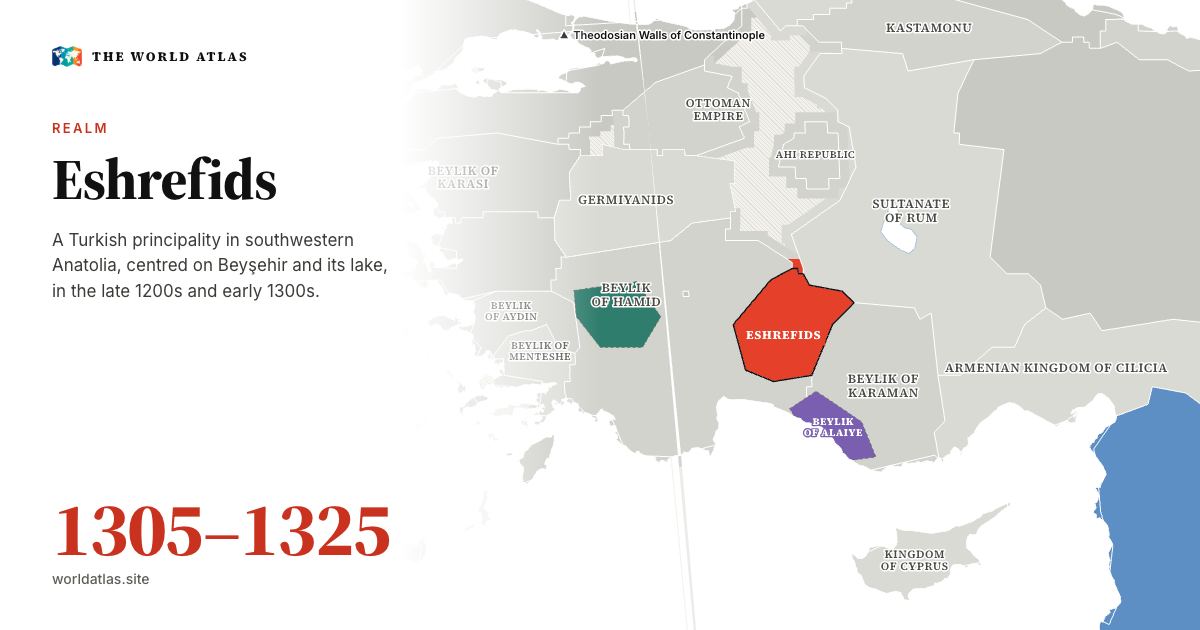 THE WORLD ATLAS
REALM
Eshrefids
A Turkish principality in southwestern
Anatolia, centred on Beyşehir and its lake,
in the late 1200s and early 1300s.
1305–1325
worldatlas.site
Theodosian Walls of Constantinople
KASTAMONU
OTTOMAN
EMPIRE
AHI REPUBLIC
BEYLIK OF
KARASI
GERMIYANIDS
SULTANATE
OF RUM
BEYLIK
OF HAMID
BEYLIK
OF AYDIN
ESHREFIDS
BEYLIK OF
MENTESHE
ARMENIAN KINGDOM OF CILICIA
BEYLIK OF
KARAMAN
BEYLIK
OF ALAIYE
KINGDOM
OF CYPRUS